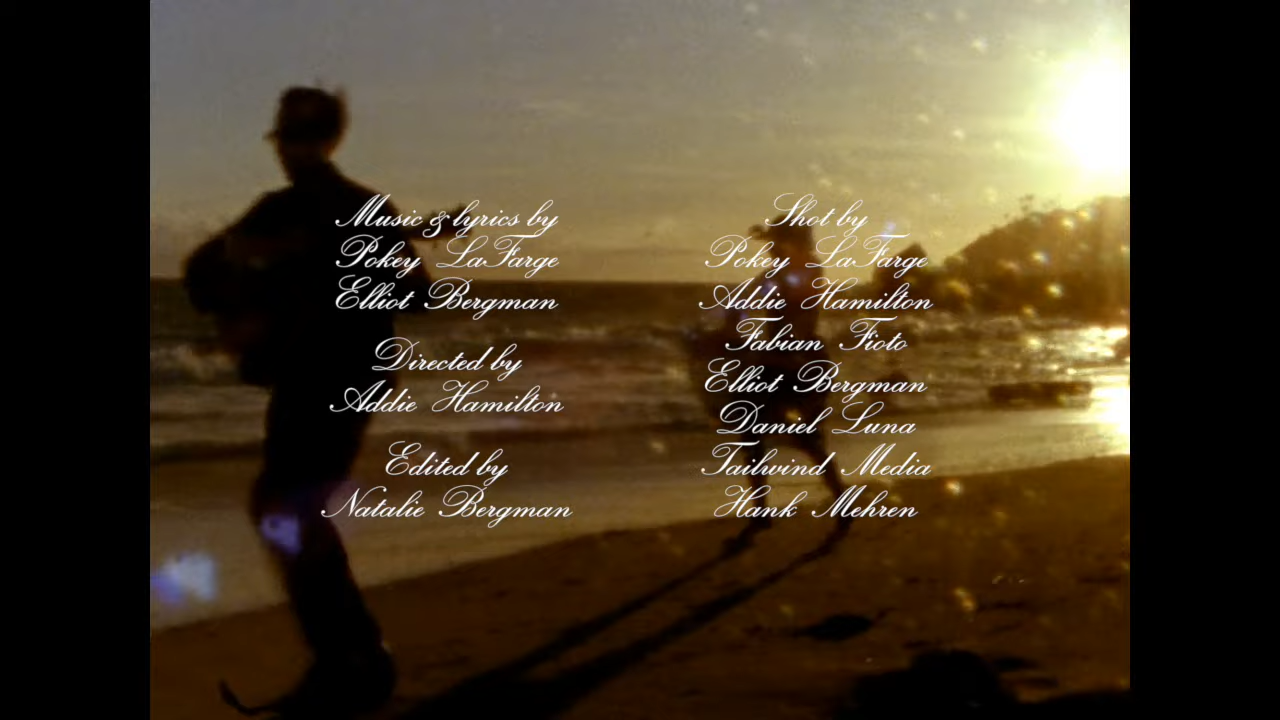 Music & lyrics by
Pokey LaFarge
Elliot Bergman
Directed by
Addie Hamilton
Edited by
Natalie Bergman
Shot by
Pokey LaFarge
Addie Hamilton
Fabian Fioto
Elliot Bergman
Daniel Luna
Tailwind Media
Hank Mehren